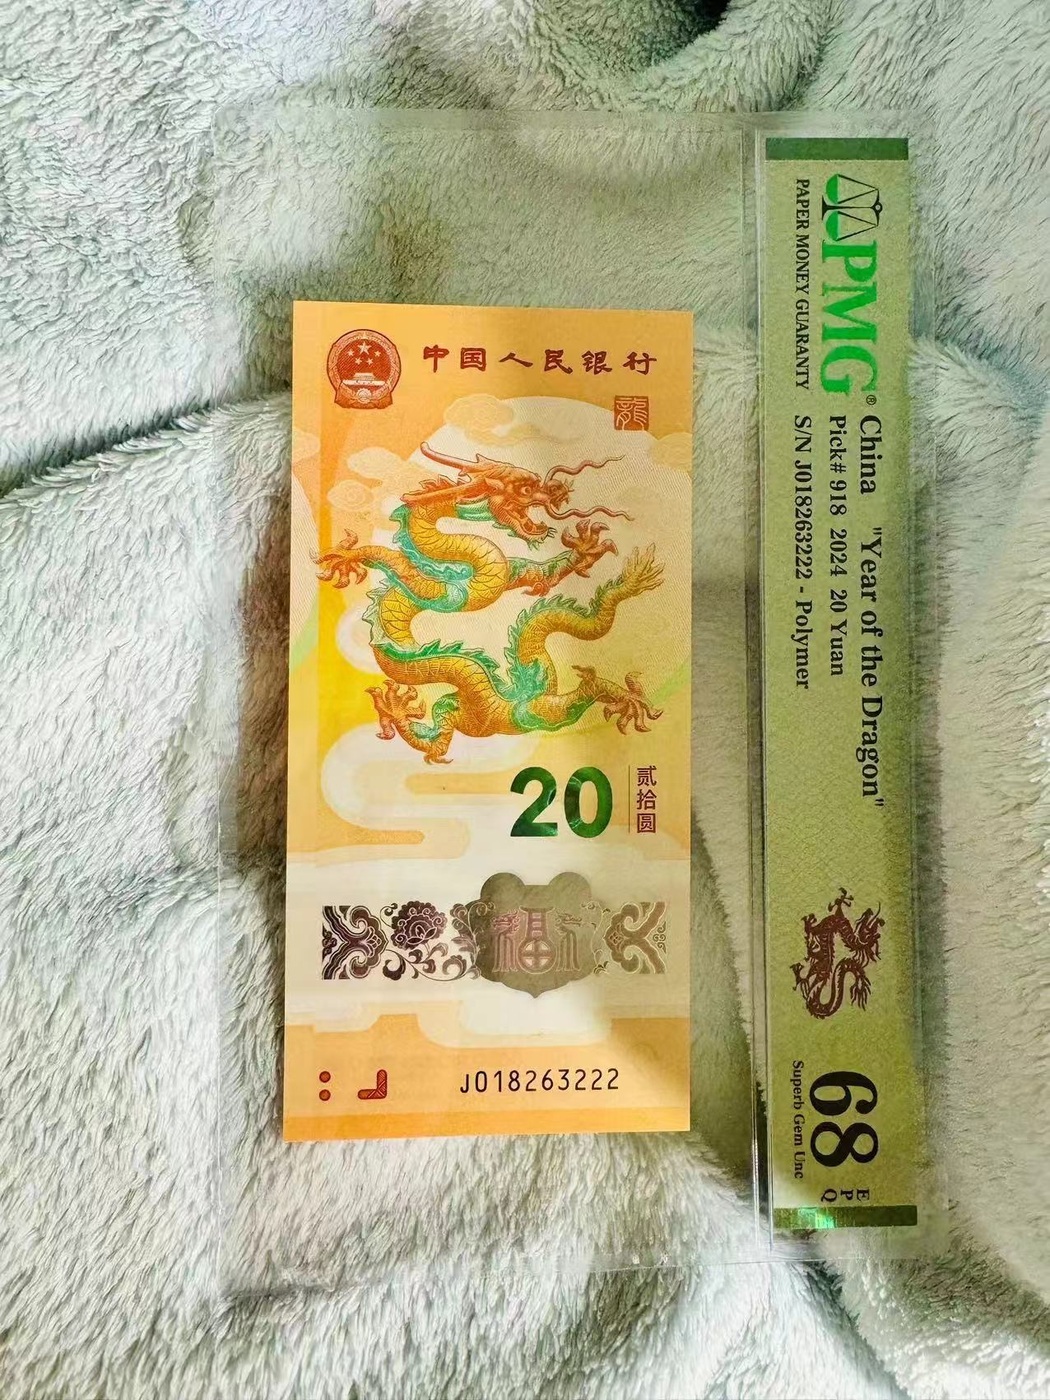 中国人民银行
龍
20
贰拾圆
福
J018263222
PMG®
PAPER MONEY GUARANTY
China "Year of the Dragon"
Pick# 918 2024 20 Yuan
S/N J018263222 - Polymer
68 EPQ
Superb Gem Unc